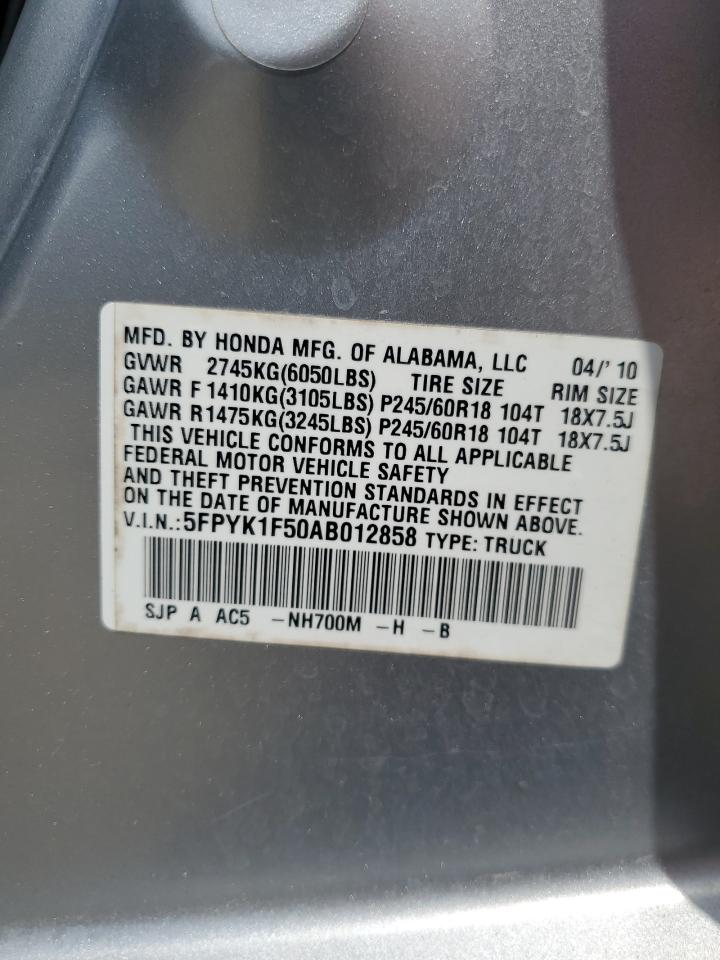 MFD. BY HONDA MFG. OF ALABAMA, LLC 04/'10
GVWR 2745KG(6050LBS) TIRE SIZE RIM SIZE
GAWR F 1410KG(3105LBS) P245/60R18 104T 18X7.5J
GAWR R1475KG(3245LBS) P245/60R18 104T 18X7.5J
THIS VEHICLE CONFORMS TO ALL APPLICABLE
FEDERAL MOTOR VEHICLE SAFETY
AND THEFT PREVENTION STANDARDS IN EFFECT
ON THE DATE OF MANUFACTURE SHOWN ABOVE.
V.I.N.:5FPYK1F50AB012858 TYPE: TRUCK
SJP A AC5 -NH700M -H -B